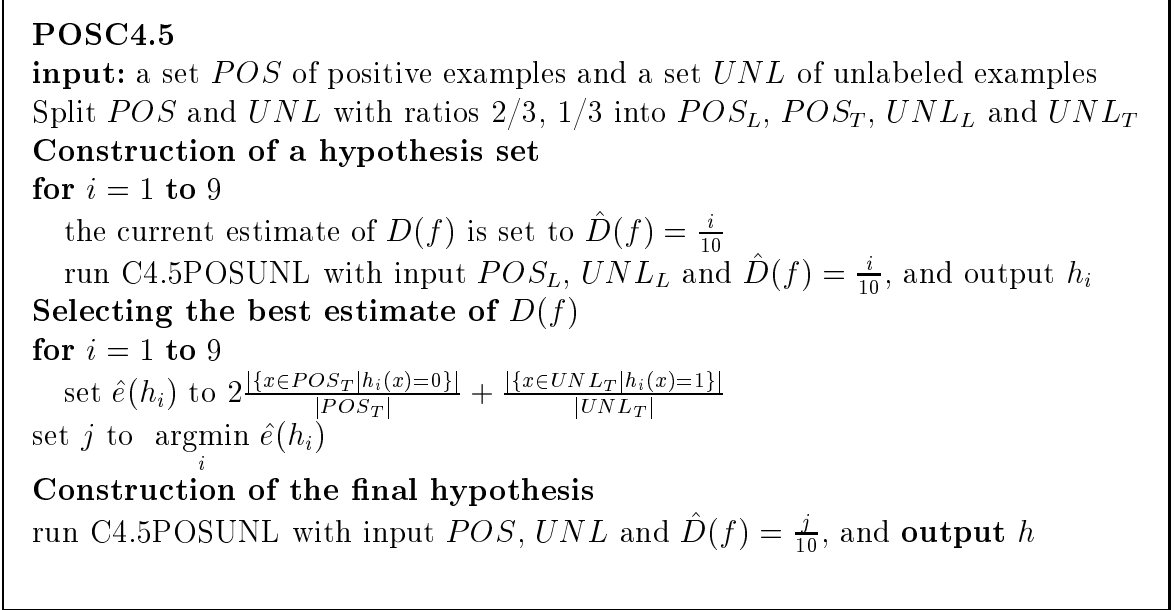 POSC4.5
input: a set POS of positive examples and a set UNL of unlabeled examples
Split POS and UNL with ratios 2/3, 1/3 into POS_L, POS_T, UNL_L and UNL_T
Construction of a hypothesis set
for i = 1 to 9
the current estimate of D(f) is set to D̂(f) = i/10
run C4.5POSUNL with input POS_L, UNL_L and D̂(f) = i/10, and output h_i
Selecting the best estimate of D(f)
for i = 1 to 9
set ê(h_i) to 2 |{x∈POS_T|h_i(x)=0}|/|POS_T| + |{x∈UNL_T|h_i(x)=1}|/|UNL_T|
set j to argmin_i ê(h_i)
Construction of the final hypothesis
run C4.5POSUNL with input POS, UNL and D̂(f) = j/10, and output h